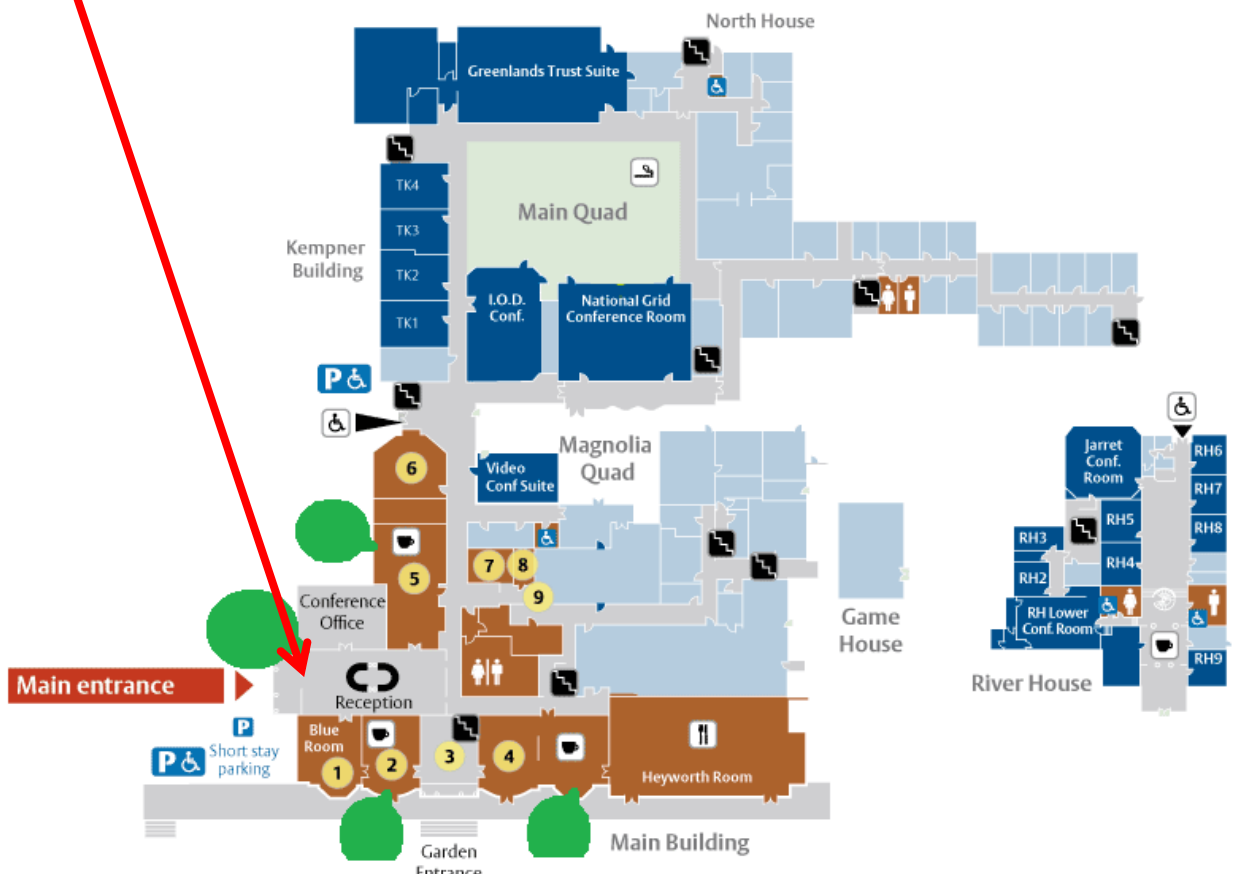 North House
Greenlands Trust Suite
TK4
Main Quad
TK3
Kempner
Building
TK2
I.O.D.
Conf.
National Grid
Conference Room
TK1
P
Magnolia
Quad
6
Video
Conf Suite
5
7
8
9
Conference
Office
Game
House
Main entrance
Reception
P
Short stay
parking
P
Blue
Room
1
2
3
4
Heyworth Room
Main Building
Garden
Entrance
Jarret
Conf.
Room
RH6
RH7
RH5
RH8
RH3
RH4
RH2
RH Lower
Conf. Room
RH9
River House